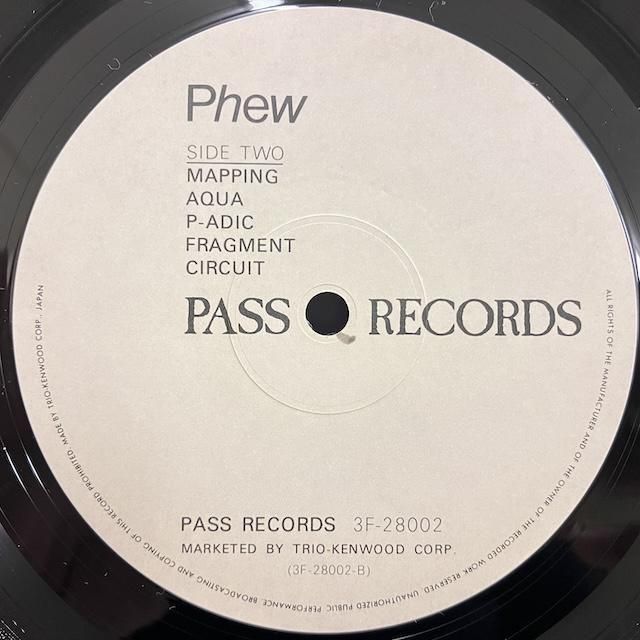 Phew
SIDE TWO
MAPPING
AQUA
P-ADIC
FRAGMENT
CIRCUIT
PASS RECORDS
PASS RECORDS 3F-28002
MARKETED BY TRIO-KENWOOD CORP.
(3F-28002-B)
ALL RIGHTS OF THE MANUFACTURER AND OF THE OWNER OF THE RECORDED WORK RESERVED. UNAUTHORIZED PUBLIC PERFORMANCE, BROADCASTING AND COPYING OF THIS RECORD PROHIBITED. MADE BY TRIO-KENWOOD CORP., JAPAN